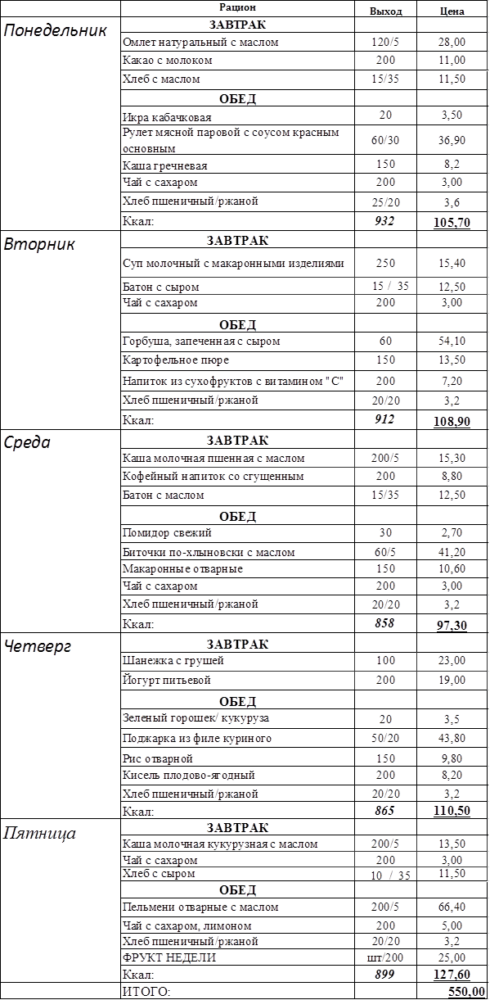 Рацион Выход Цена
Понедельник ЗАВТРАК
Омлет натуральный с маслом 120/5 28,00
Какао с молоком 200 11,00
Хлеб с маслом 15/35 11,50
ОБЕД
Икра кабачковая 20 3,50
Рулет мясной паровой с соусом красным
основным 60/30 36,90
Каша гречневая 150 8,2
Чай с сахаром 200 3,00
Хлеб пшеничный/ржаной 25/20 3,6
Ккал: 932 105,70
Вторник ЗАВТРАК
Суп молочный с макаронными изделиями 250 15,40
Батон с сыром 15 / 35 12,50
Чай с сахаром 200 3,00
ОБЕД
Горбуша, запеченная с сыром 60 54,10
Картофельное пюре 150 13,50
Напиток из сухофруктов с витамином "С" 200 7,20
Хлеб пшеничный/ржаной 20/20 3,2
Ккал: 912 108,90
Среда ЗАВТРАК
Каша молочная пшенная с маслом 200/5 15,30
Кофейный напиток со сгущенным 200 8,80
Батон с маслом 15/35 12,50
ОБЕД
Помидор свежий 30 2,70
Биточки по-хлыновски с маслом 60/5 41,20
Макаронные отварные 150 10,60
Чай с сахаром 200 3,00
Хлеб пшеничный/ржаной 20/20 3,2
Ккал: 858 97,30
Четверг ЗАВТРАК
Шанежка с грушей 100 23,00
Йогурт питьевой 200 19,00
ОБЕД
Зеленый горошек/ кукуруза 20 3,5
Поджарка из филе куриного 50/20 43,80
Рис отварной 150 9,80
Кисель плодово-ягодный 200 8,20
Хлеб пшеничный/ржаной 20/20 3,2
Ккал: 865 110,50
Пятница ЗАВТРАК
Каша молочная кукурузная с маслом 200/5 13,50
Чай с сахаром 200 3,00
Хлеб с сыром 10 / 35 11,50
ОБЕД
Пельмени отварные с маслом 200/5 66,40
Чай с сахаром, лимоном 200 5,00
Хлеб пшеничный/ржаной 20/20 3,2
ФРУКТ НЕДЕЛИ шт/200 25,00
Ккал: 899 127,60
ИТОГО: 550,00